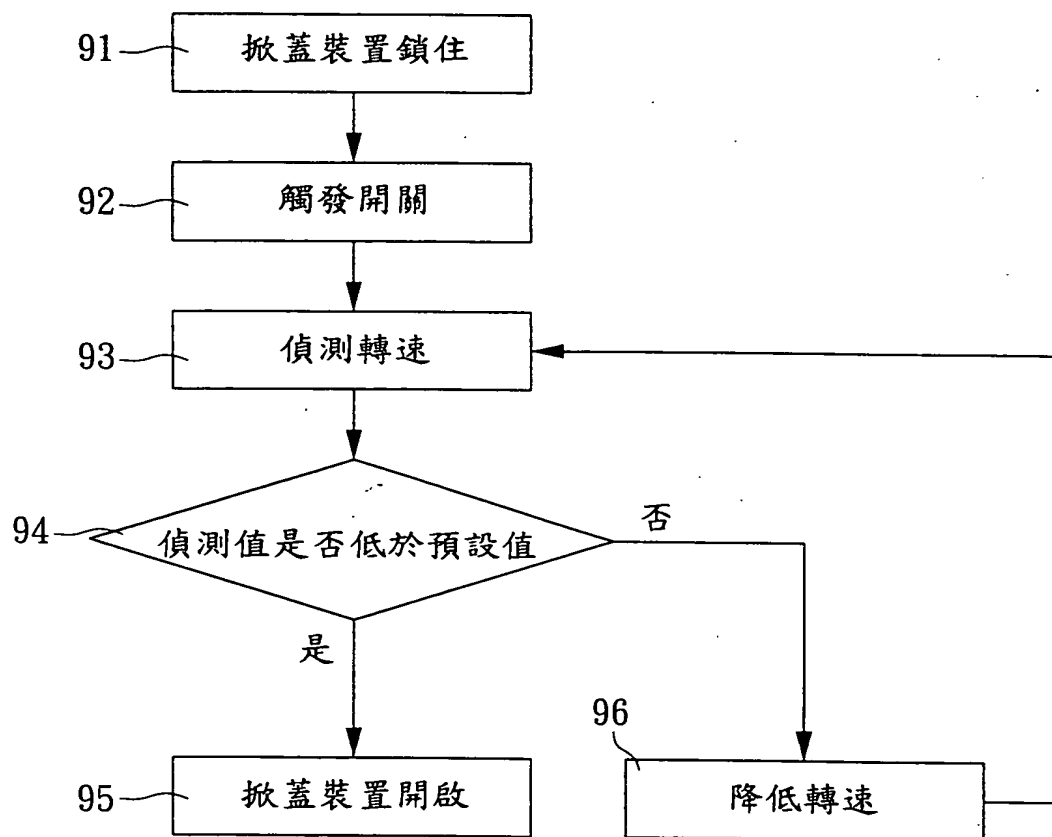 91
掀蓋裝置鎖住
92
觸發開關
93
偵測轉速
94
偵測值是否低於預設值
否
是
95
掀蓋裝置開啟
96
降低轉速